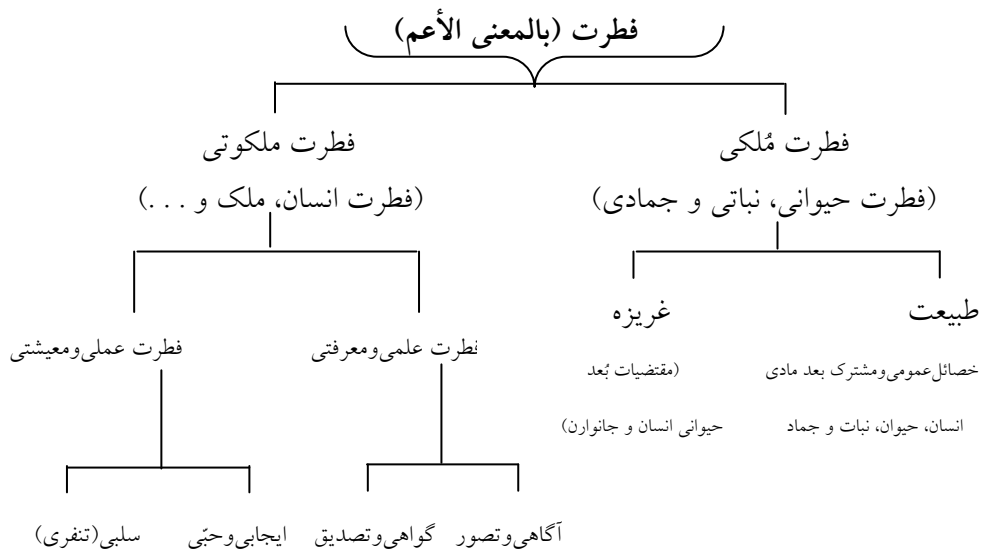 فطرت (بالمعنی الأعم)
فطرت مُلکی
فطرت ملکوتی
(فطرت حیوانی، نباتی و جمادی)
(فطرت انسان، ملک و . . .)
طبیعت
غریزه
خصائل‌عمومی‌ومشترک بعد مادی
انسان، حیوان، نبات و جماد
(مقتضیات بُعد
حیوانی انسان و جانوارن)
فطرت علمی‌ومعرفتی
فطرت عملی‌ومعیشتی
آگاهی‌وتصور
گواهی‌وتصدیق
ایجابی‌وحبّی
سلبی(تنفری)